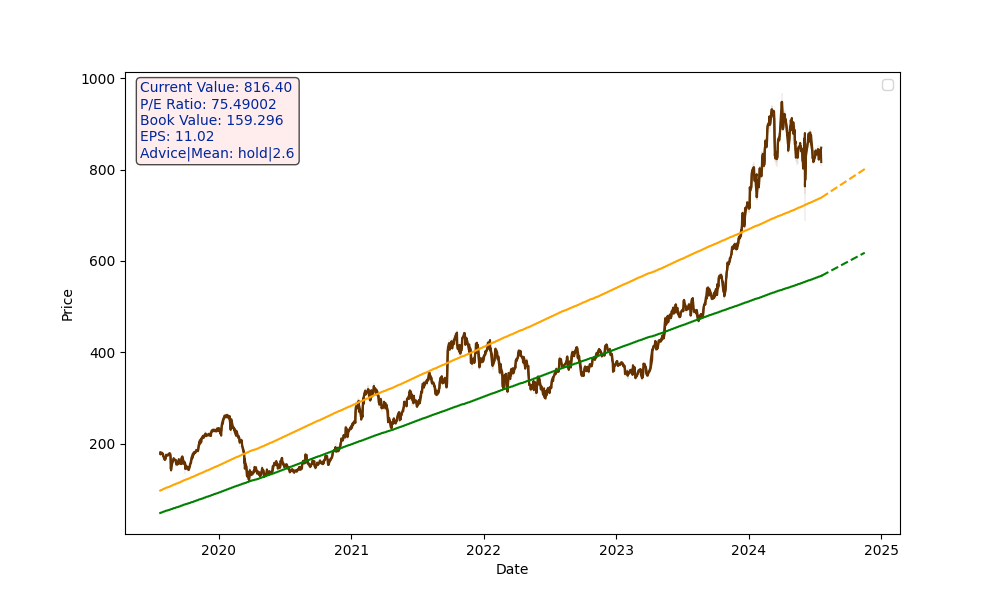 Current Value: 816.40
P/E Ratio: 75.49002
Book Value: 159.296
EPS: 11.02
Advice|Mean: hold|2.6
1000
800
600
400
200
Price
2020
2021
2022
2023
2024
2025
Date